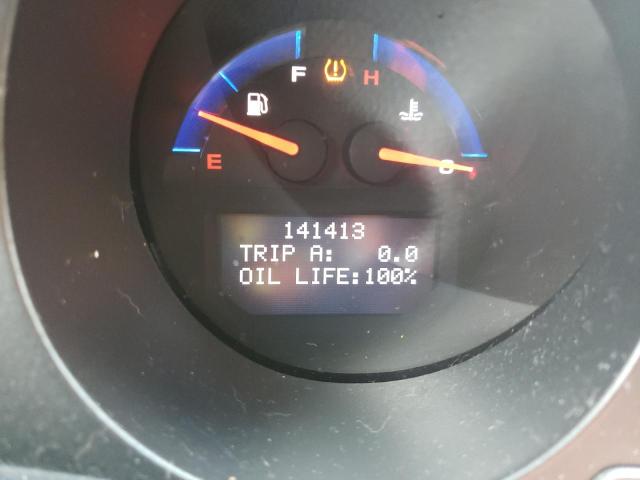 F H
E C
141413
TRIP A: 0.0
OIL LIFE:100%